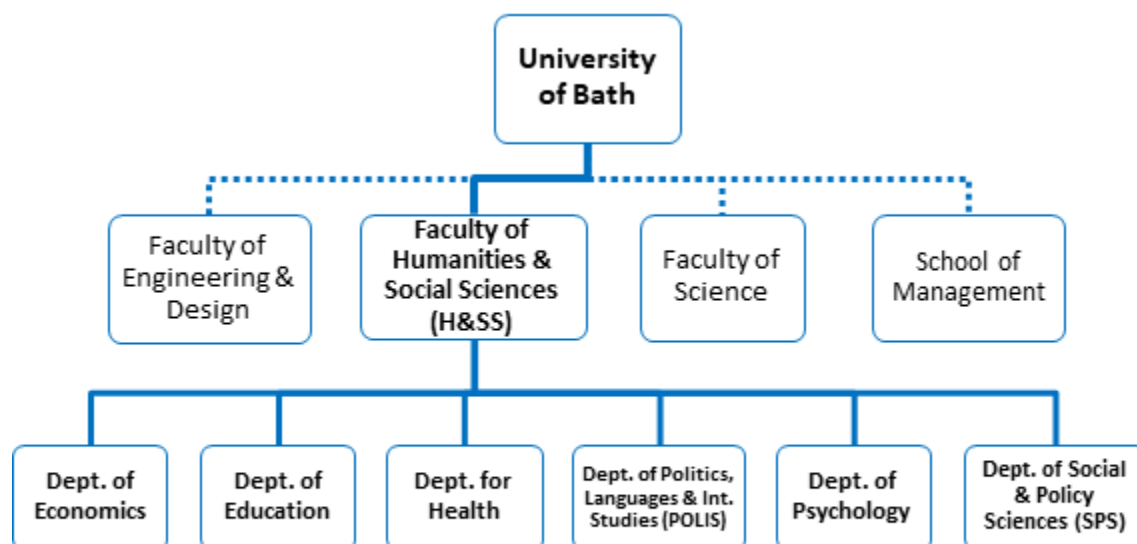 University
of Bath
Faculty of
Engineering &
Design
Faculty of
Humanities &
Social Sciences
(H&SS)
Faculty of
Science
School of
Management
Dept. of
Economics
Dept. of
Education
Dept. for
Health
Dept. of Politics,
Languages & Int.
Studies (POLIS)
Dept. of
Psychology
Dept. of Social
& Policy
Sciences (SPS)